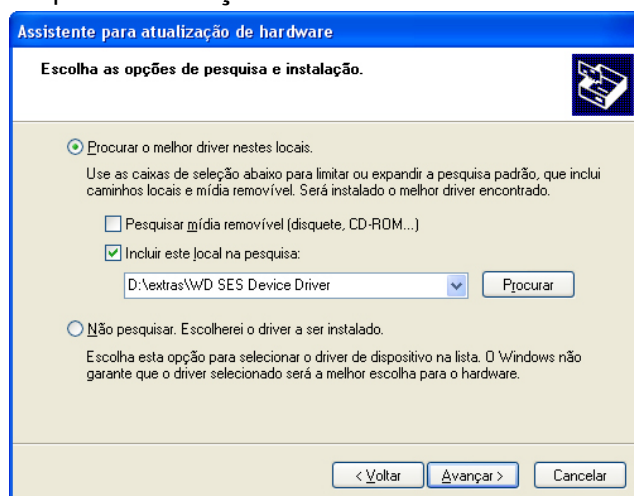 Assistente para atualização de hardware
Escolha as opções de pesquisa e instalação.
Procurar o melhor driver nestes locais.
Use as caixas de seleção abaixo para limitar ou expandir a pesquisa padrão, que inclui
caminhos locais e mídia removível. Será instalado o melhor driver encontrado.
Pesquisar mídia removível (disquete, CD-ROM...)
Incluir este local na pesquisa:
D:\extras\WD SES Device Driver
Procurar
Não pesquisar. Escolherei o driver a ser instalado.
Escolha esta opção para selecionar o driver de dispositivo na lista. O Windows não
garante que o driver selecionado será a melhor escolha para o hardware.
< Voltar Avançar > Cancelar